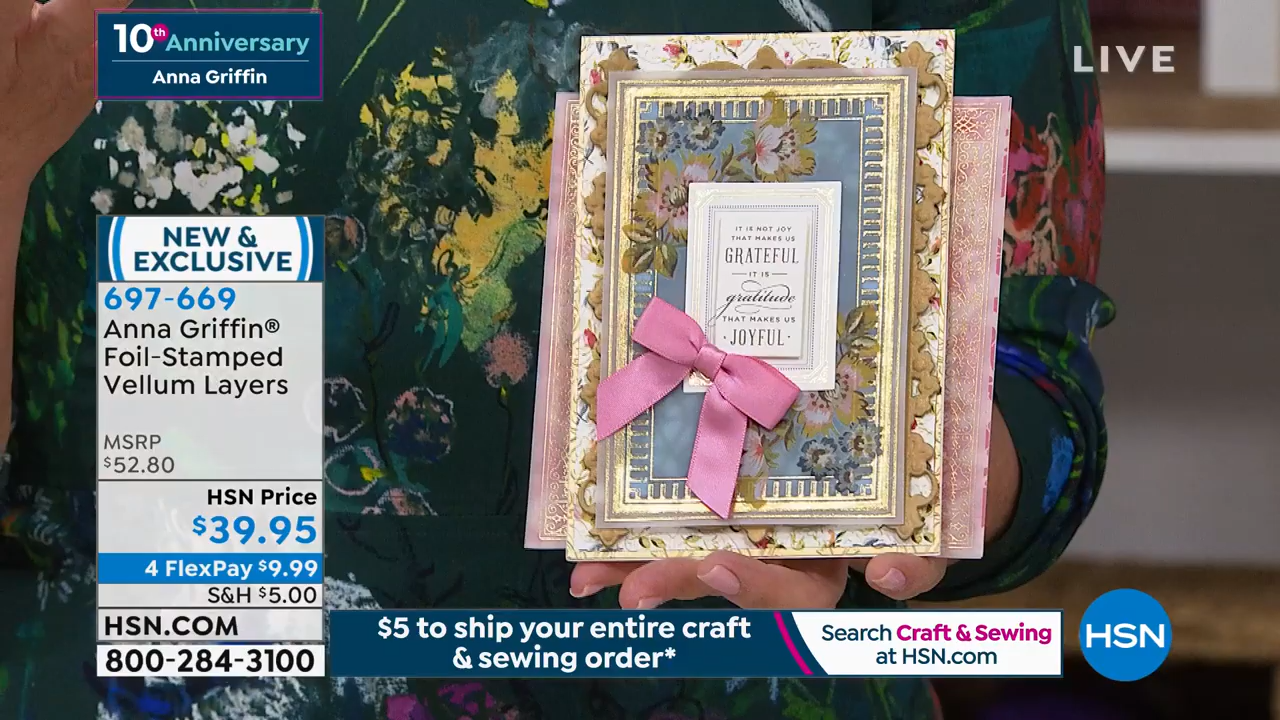 10th Anniversary
Anna Griffin
LIVE
NEW &
EXCLUSIVE
697-669
Anna Griffin®
Foil-Stamped
Vellum Layers
MSRP
$52.80
HSN Price
$39.95
4 FlexPay $9.99
S&H $5.00
HSN.COM
800-284-3100
IT IS NOT JOY
THAT MAKES US
GRATEFUL
IT IS
gratitude
THAT MAKES US
· JOYFUL ·
$5 to ship your entire craft
& sewing order*
Search Craft & Sewing
at HSN.com
HSN